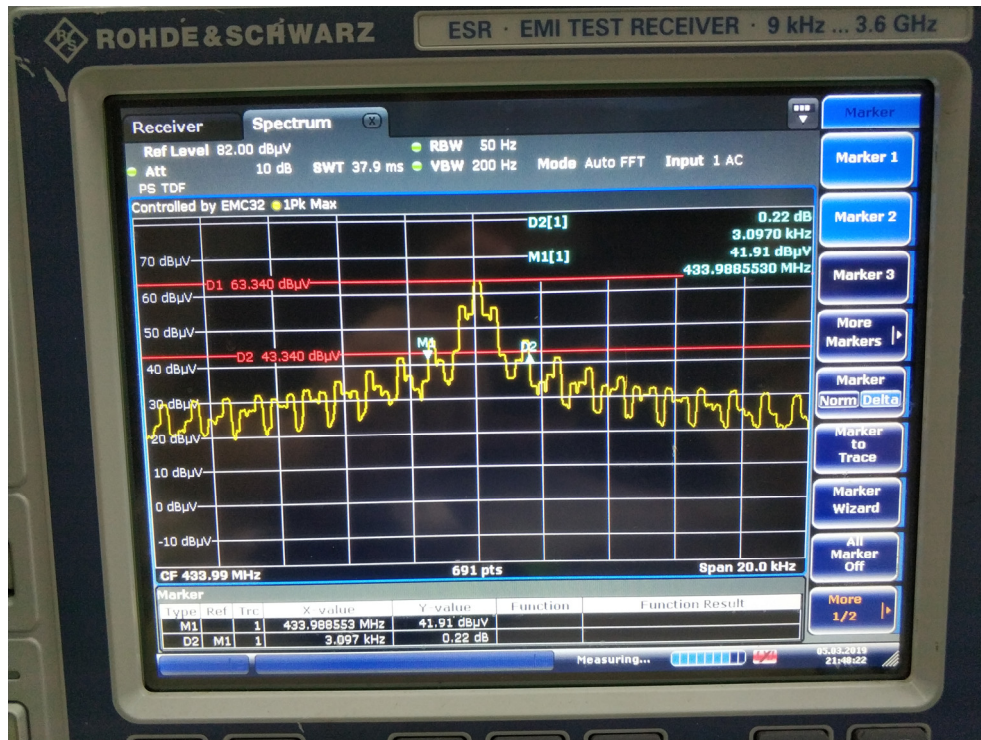 ROHDE & SCHWARZ
ESR · EMI TEST RECEIVER · 9 kHz ... 3.6 GHz
Receiver
Spectrum
Ref Level 82.00 dBµV
RBW 50 Hz
Att 10 dB SWT 37.9 ms VBW 200 Hz Mode Auto FFT Input 1 AC
PS TDF
Controlled by EMC32 1Pk Max
D2[1] 0.22 dB
3.0970 kHz
M1[1] 41.91 dBµV
433.9885530 MHz
70 dBµV
D1 63.340 dBµV
60 dBµV
50 dBµV
M1
D2
D2 43.340 dBµV
40 dBµV
30 dBµV
20 dBµV
10 dBµV
0 dBµV
-10 dBµV
CF 433.99 MHz 691 pts Span 20.0 kHz
Marker
Type Ref Trc X-value Y-value Function Function Result
M1 1 433.988553 MHz 41.91 dBµV
D2 M1 1 3.097 kHz 0.22 dB
Measuring...
05.03.2019
21:48:22
Marker
Marker 1
Marker 2
Marker 3
More
Markers
Marker
Norm Delta
Marker
to
Trace
Marker
Wizard
All
Marker
Off
More
1/2